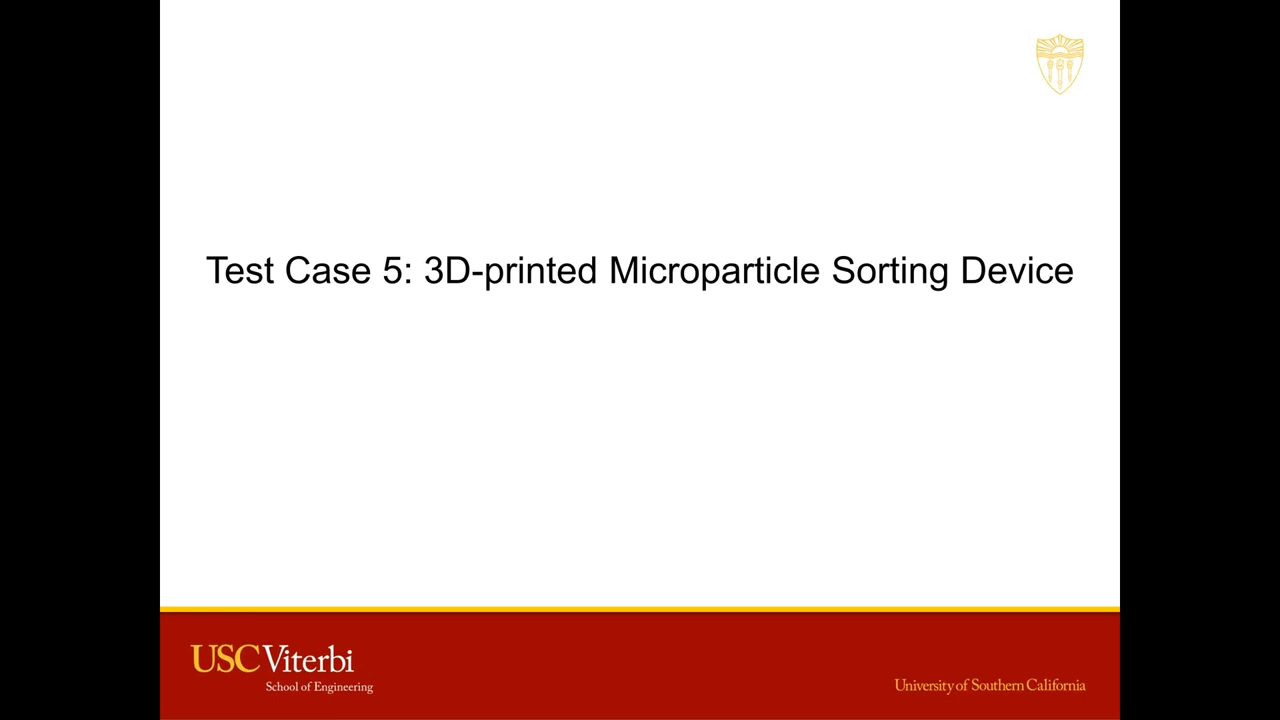 Test Case 5: 3D-printed Microparticle Sorting Device
USC Viterbi
School of Engineering
University of Southern California